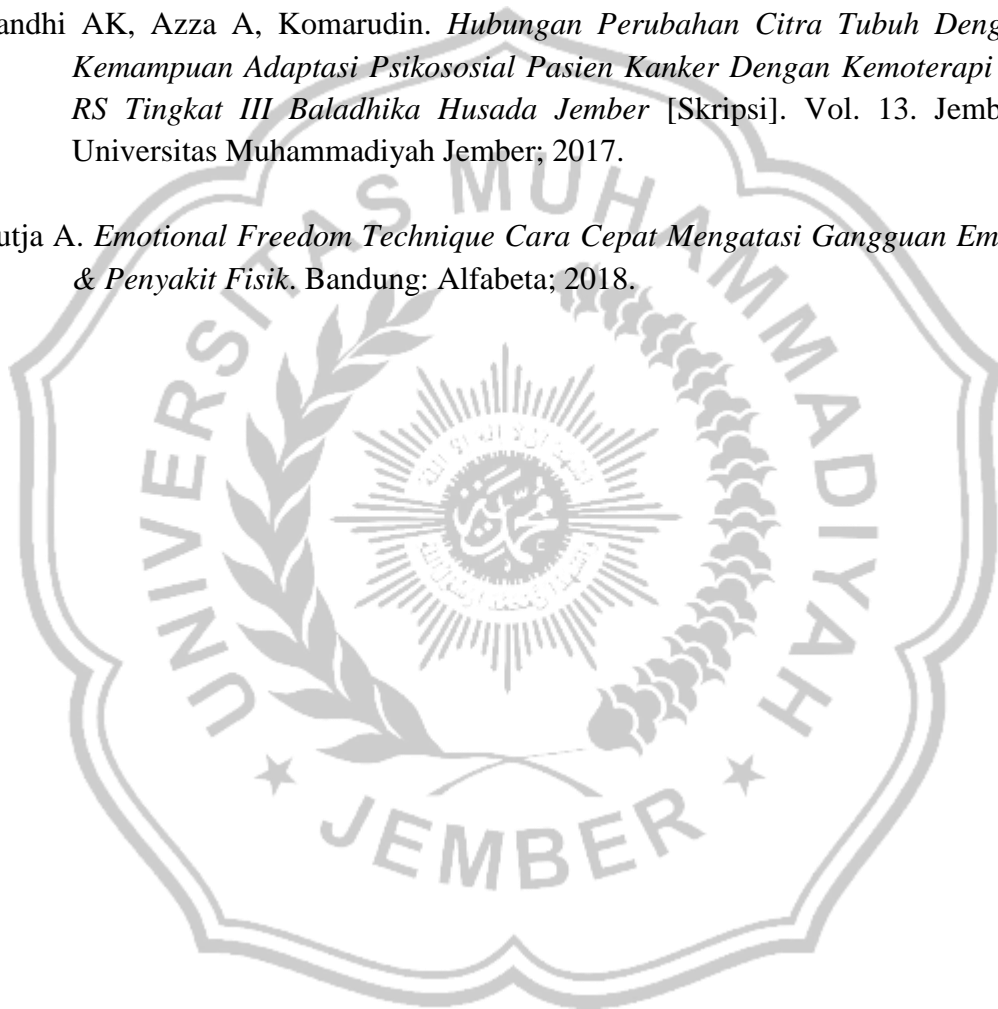 andhi AK, Azza A, Komarudin. Hubungan Perubahan Citra Tubuh Deng
Kemampuan Adaptasi Psikososial Pasien Kanker Dengan Kemoterapi
RS Tingkat III Baladhika Husada Jember [Skripsi]. Vol. 13. Jemb
Universitas Muhammadiyah Jember; 2017.
utja A. Emotional Freedom Technique Cara Cepat Mengatasi Gangguan Em
& Penyakit Fisik. Bandung: Alfabeta; 2018.
UNIVERSITAS MUHAMMADIYAH
JEMBER